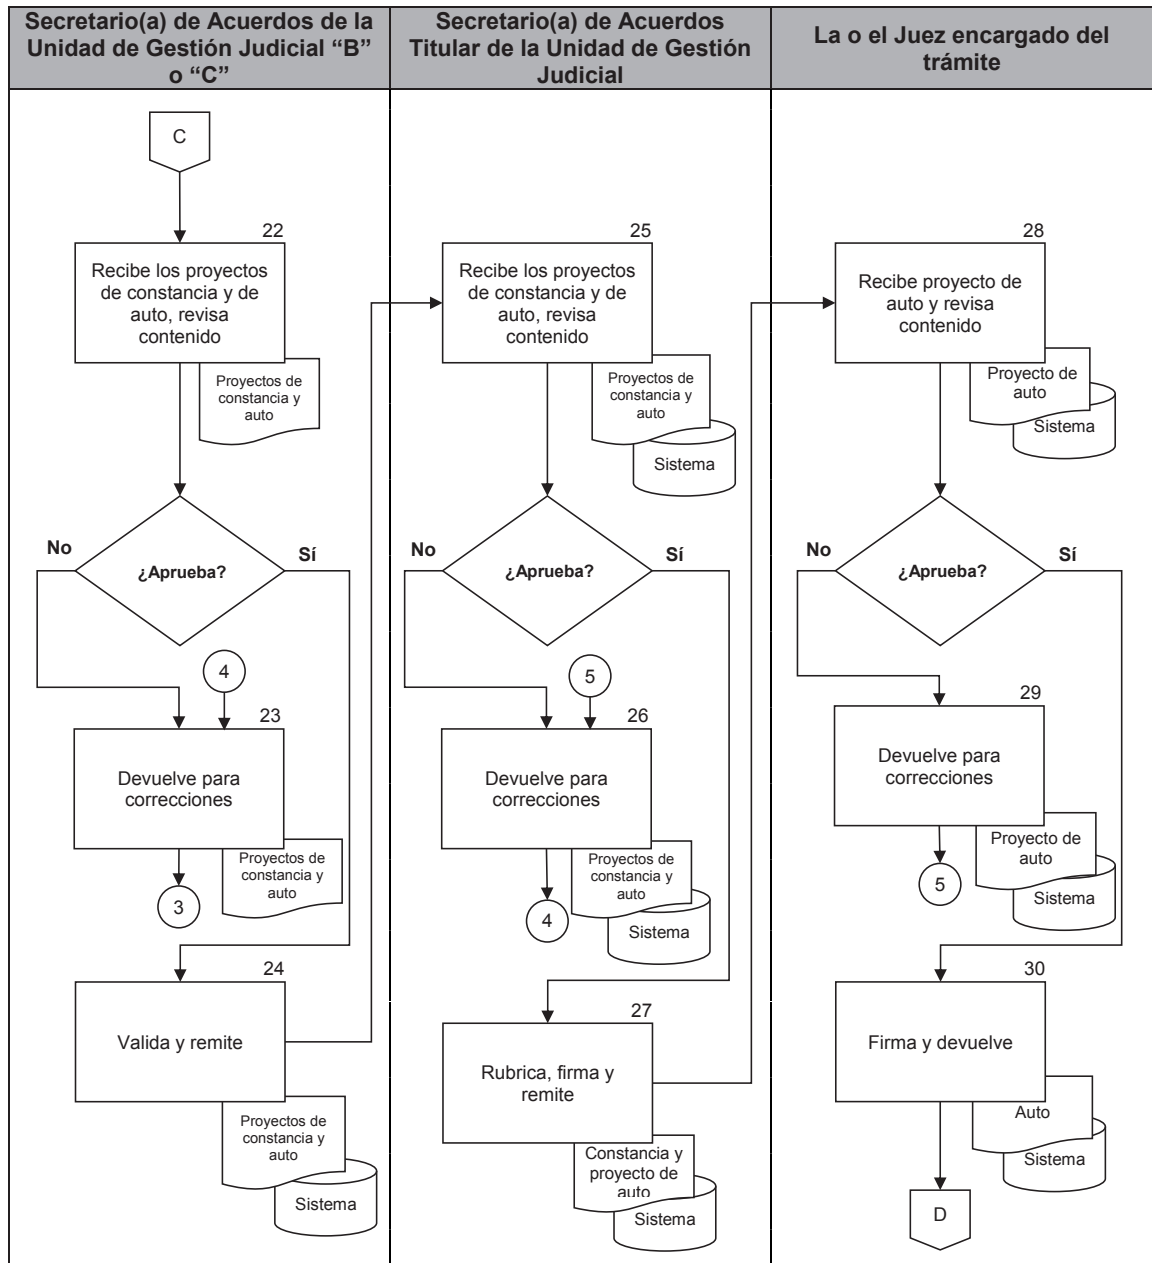 Secretario(a) de Acuerdos de la
Unidad de Gestión Judicial “B”
o “C”
Secretario(a) de Acuerdos
Titular de la Unidad de Gestión
Judicial
La o el Juez encargado del
trámite
C
22
Recibe los proyectos
de constancia y de
auto, revisa
contenido
Proyectos de
constancia y
auto
¿Aprueba?
No
Sí
4
23
Devuelve para
correcciones
Proyectos de
constancia y
auto
3
24
Valida y remite
Proyectos de
constancia y
auto
Sistema
25
Recibe los proyectos
de constancia y de
auto, revisa
contenido
Proyectos de
constancia y
auto
Sistema
¿Aprueba?
No
Sí
5
26
Devuelve para
correcciones
Proyectos de
constancia y
auto
Sistema
4
27
Rubrica, firma y
remite
Constancia y
proyecto de
auto
Sistema
28
Recibe proyecto de
auto y revisa
contenido
Proyecto de
auto
Sistema
¿Aprueba?
No
Sí
29
Devuelve para
correcciones
Proyecto de
auto
Sistema
5
30
Firma y devuelve
Auto
Sistema
D